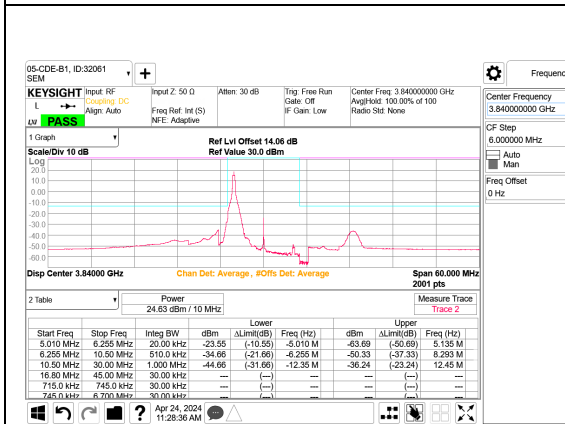 05-CDE-B1, ID:32061
SEM
Frequenc
KEYSIGHT Input: RF Input Z: 50 Ω Atten: 30 dB Trig: Free Run Center Freq: 3.840000000 GHz
L Coupling: DC Gate: Off Avg|Hold: 100.00% of 100
Align: Auto Freq Ref: Int (S) IF Gain: Low Radio Std: None
LXI PASS NFE: Adaptive
Center Frequency
3.840000000 GHz
CF Step
6.000000 MHz
Auto
Man
Freq Offset
0 Hz
1 Graph
Ref Lvl Offset 14.06 dB
Scale/Div 10 dB Ref Value 30.0 dBm
Log
20.0
10.0
0.00
-10.0
-20.0
-30.0
-40.0
-50.0
-60.0
Disp Center 3.84000 GHz Chan Det: Average , #Offs Det: Average Span 60.000 MHz
2001 pts
2 Table Power Measure Trace
24.63 dBm / 10 MHz Trace 2
Lower Upper
Start Freq Stop Freq Integ BW dBm ΔLimit(dB) Freq (Hz) dBm ΔLimit(dB) Freq (Hz)
5.010 MHz 6.255 MHz 20.00 kHz -23.55 (-10.55) -5.010 M -63.69 (-50.69) 5.135 M
6.255 MHz 10.50 MHz 510.0 kHz -34.66 (-21.66) -6.255 M -50.33 (-37.33) 8.293 M
10.50 MHz 30.00 MHz 1.000 MHz -44.66 (-31.66) -12.35 M -36.24 (-23.24) 12.45 M
16.80 MHz 45.00 MHz 30.00 kHz --- (---) --- --- (---) ---
715.0 kHz 745.0 kHz 30.00 kHz --- (---) --- --- (---) ---
745.0 kHz 6.700 MHz 30.00 kHz --- (---) --- --- (---) ---
? Apr 24, 2024
11:28:36 AM